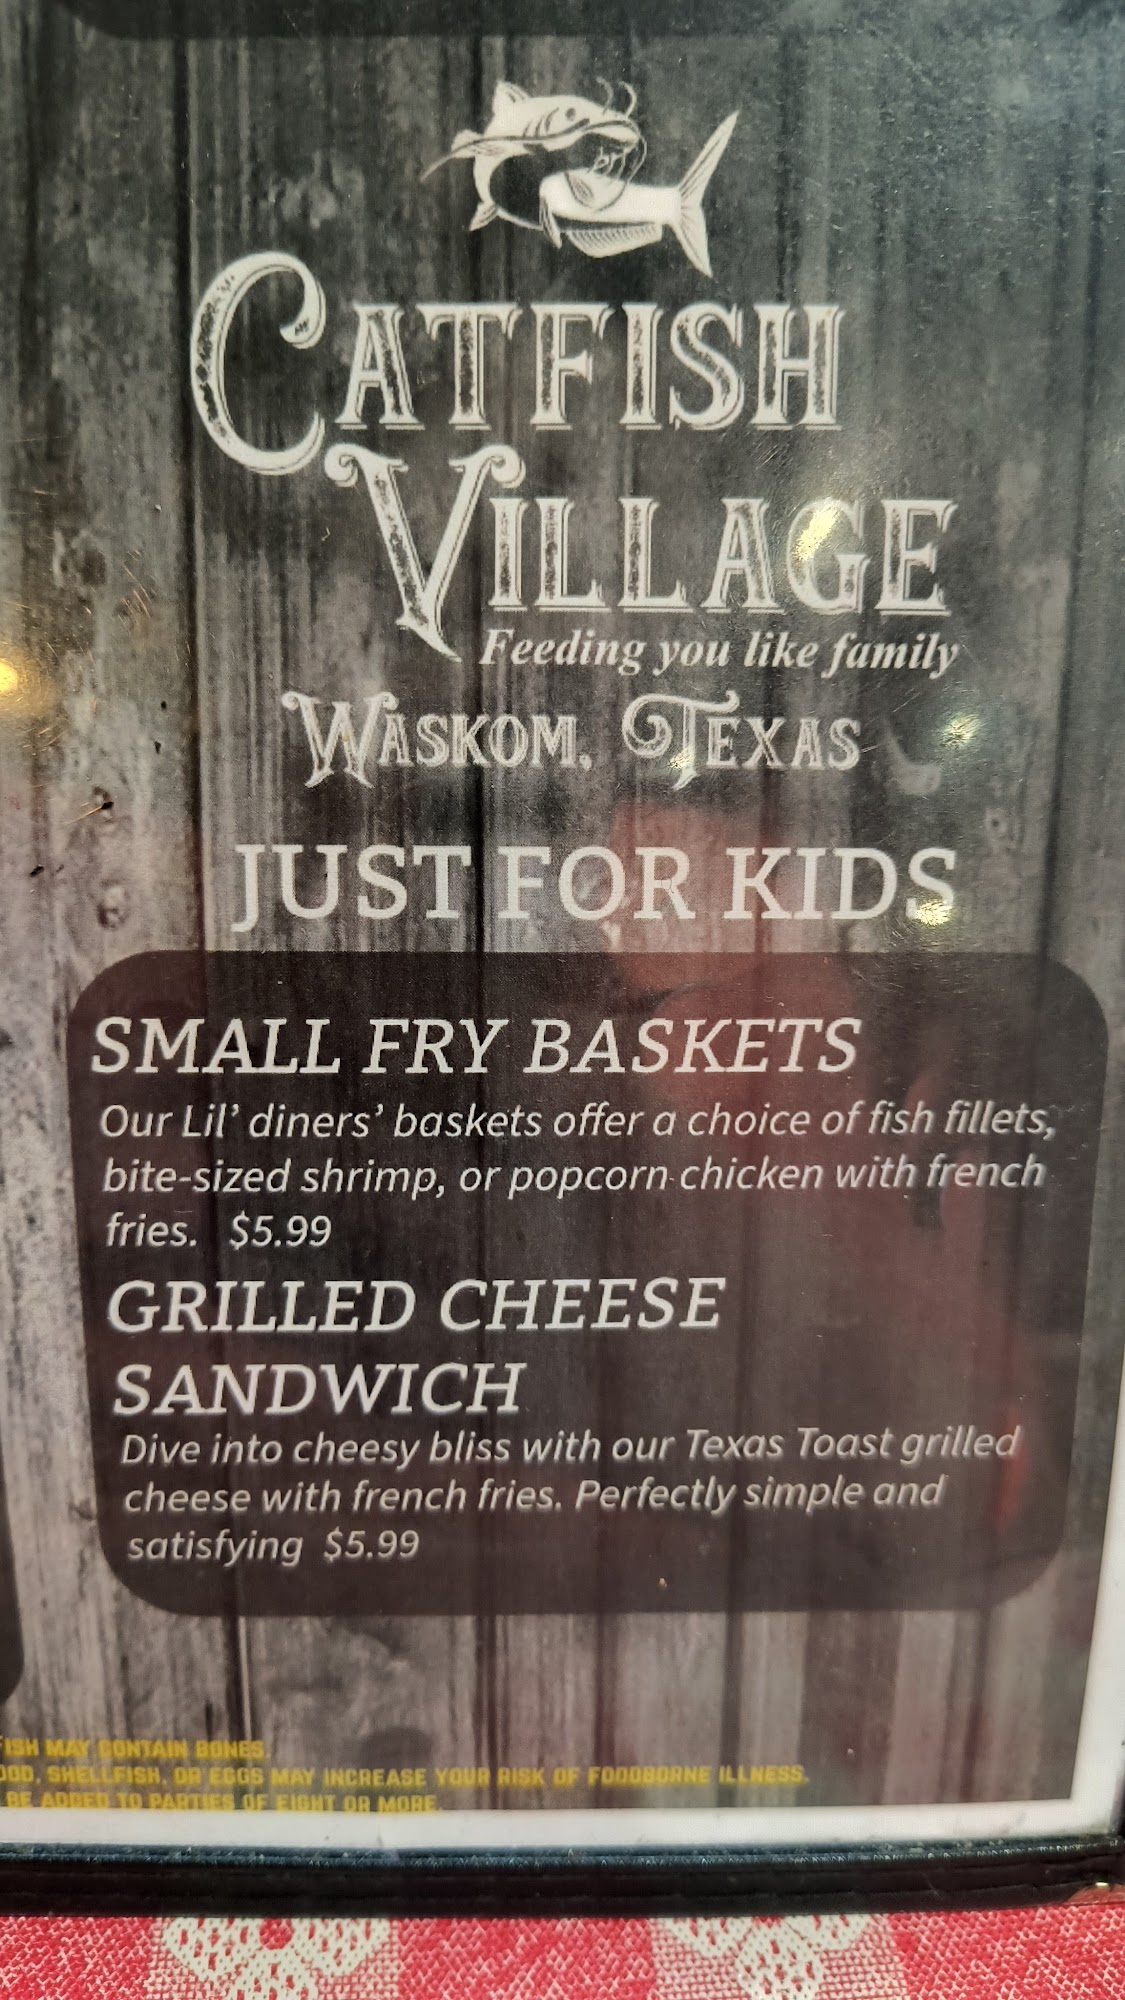 CATFISH
VILLAGE
Feeding you like family
WASKOM, TEXAS
JUST FOR KIDS
SMALL FRY BASKETS
Our Lil' diners' baskets offer a choice of fish fillets,
bite-sized shrimp, or popcorn chicken with french
fries. $5.99
GRILLED CHEESE
SANDWICH
Dive into cheesy bliss with our Texas Toast grilled
cheese with french fries. Perfectly simple and
satisfying $5.99
FISH MAY CONTAIN BONES.
SHELLFISH, OR EGGS MAY INCREASE YOUR RISK OF FOODBORNE ILLNESS.
BE ADDED TO PARTIES OF EIGHT OR MORE.